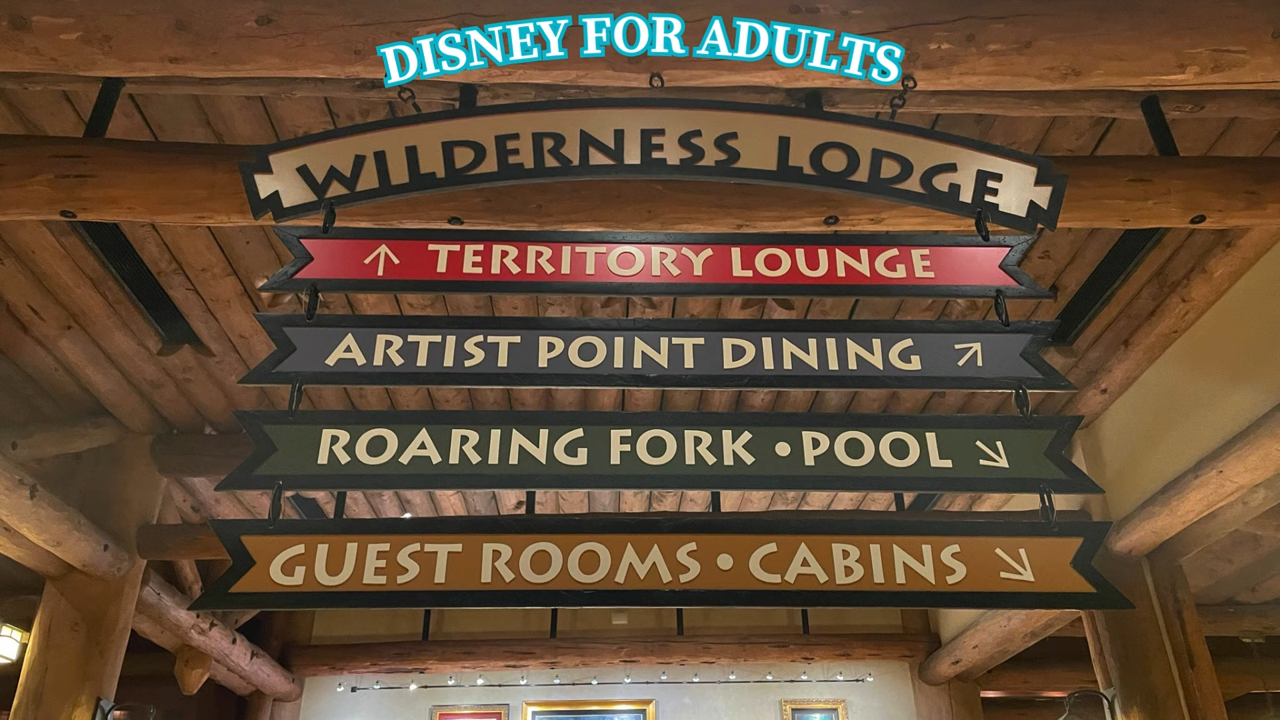 DISNEY FOR ADULTS
WILDERNESS LODGE
↑ TERRITORY LOUNGE
ARTIST POINT DINING ↗
ROARING FORK • POOL ↘
GUEST ROOMS • CABINS ↘